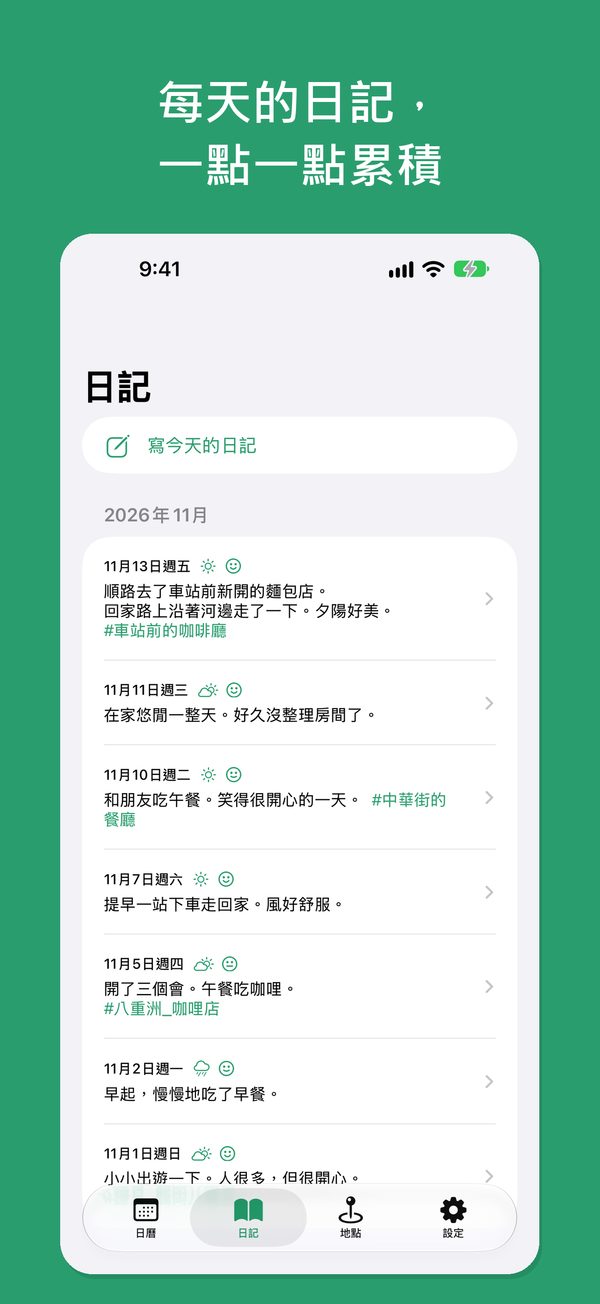 每天的日記，
一點一點累積
9:41
日記
寫今天的日記
2026年11月
11月13日週五
順路去了車站前新開的麵包店。
回家路上沿著河邊走了一下。夕陽好美。
#車站前的咖啡廳
11月11日週三
在家悠閒一整天。好久沒整理房間了。
11月10日週二
和朋友吃午餐。笑得很開心的一天。 #中華街的
餐廳
11月7日週六
提早一站下車走回家。風好舒服。
11月5日週四
開了三個會。午餐吃咖哩。
#八重洲_咖哩店
11月2日週一
早起，慢慢地吃了早餐。
11月1日週日
小小出遊一下。人很多，但很開心。
日曆
日記
地點
設定